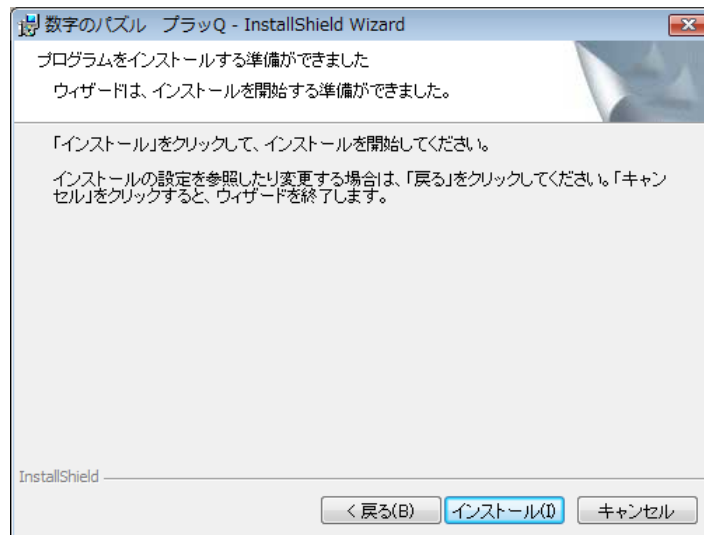 数字のパズル　プラッQ - InstallShield Wizard
プログラムをインストールする準備ができました
ウィザードは、インストールを開始する準備ができました。
「インストール」をクリックして、インストールを開始してください。
インストールの設定を参照したり変更する場合は、「戻る」をクリックしてください。「キャン
セル」をクリックすると、ウィザードを終了します。
InstallShield
< 戻る(B) インストール(I) キャンセル